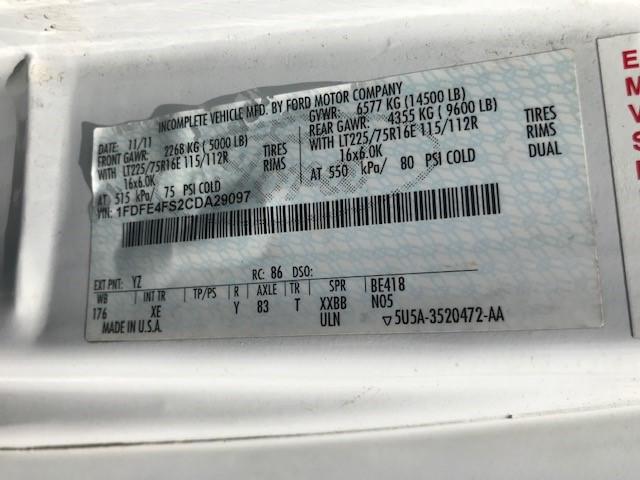 INCOMPLETE VEHICLE MFD. BY FORD MOTOR COMPANY
DATE: 11/11 GVWR: 6577 KG (14500 LB)
FRONT GAWR: 2268 KG ( 5000 LB) REAR GAWR: 4355 KG ( 9600 LB)
WITH LT225/75R16E 115/112R TIRES WITH LT225/75R16E 115/112R TIRES
16x6.0K RIMS 16x6.0K RIMS
AT 515 kPa/ 75 PSI COLD AT 550 kPa/ 80 PSI COLD DUAL
1FDFE4FS2CDA29097
EXT PNT: YZ RC: 86 DSO:
WB INT TR TP/PS R AXLE TR SPR BE418
176 XE Y 83 T XXBB N05
ULN ▽5U5A-3520472-AA
E
M
V
S